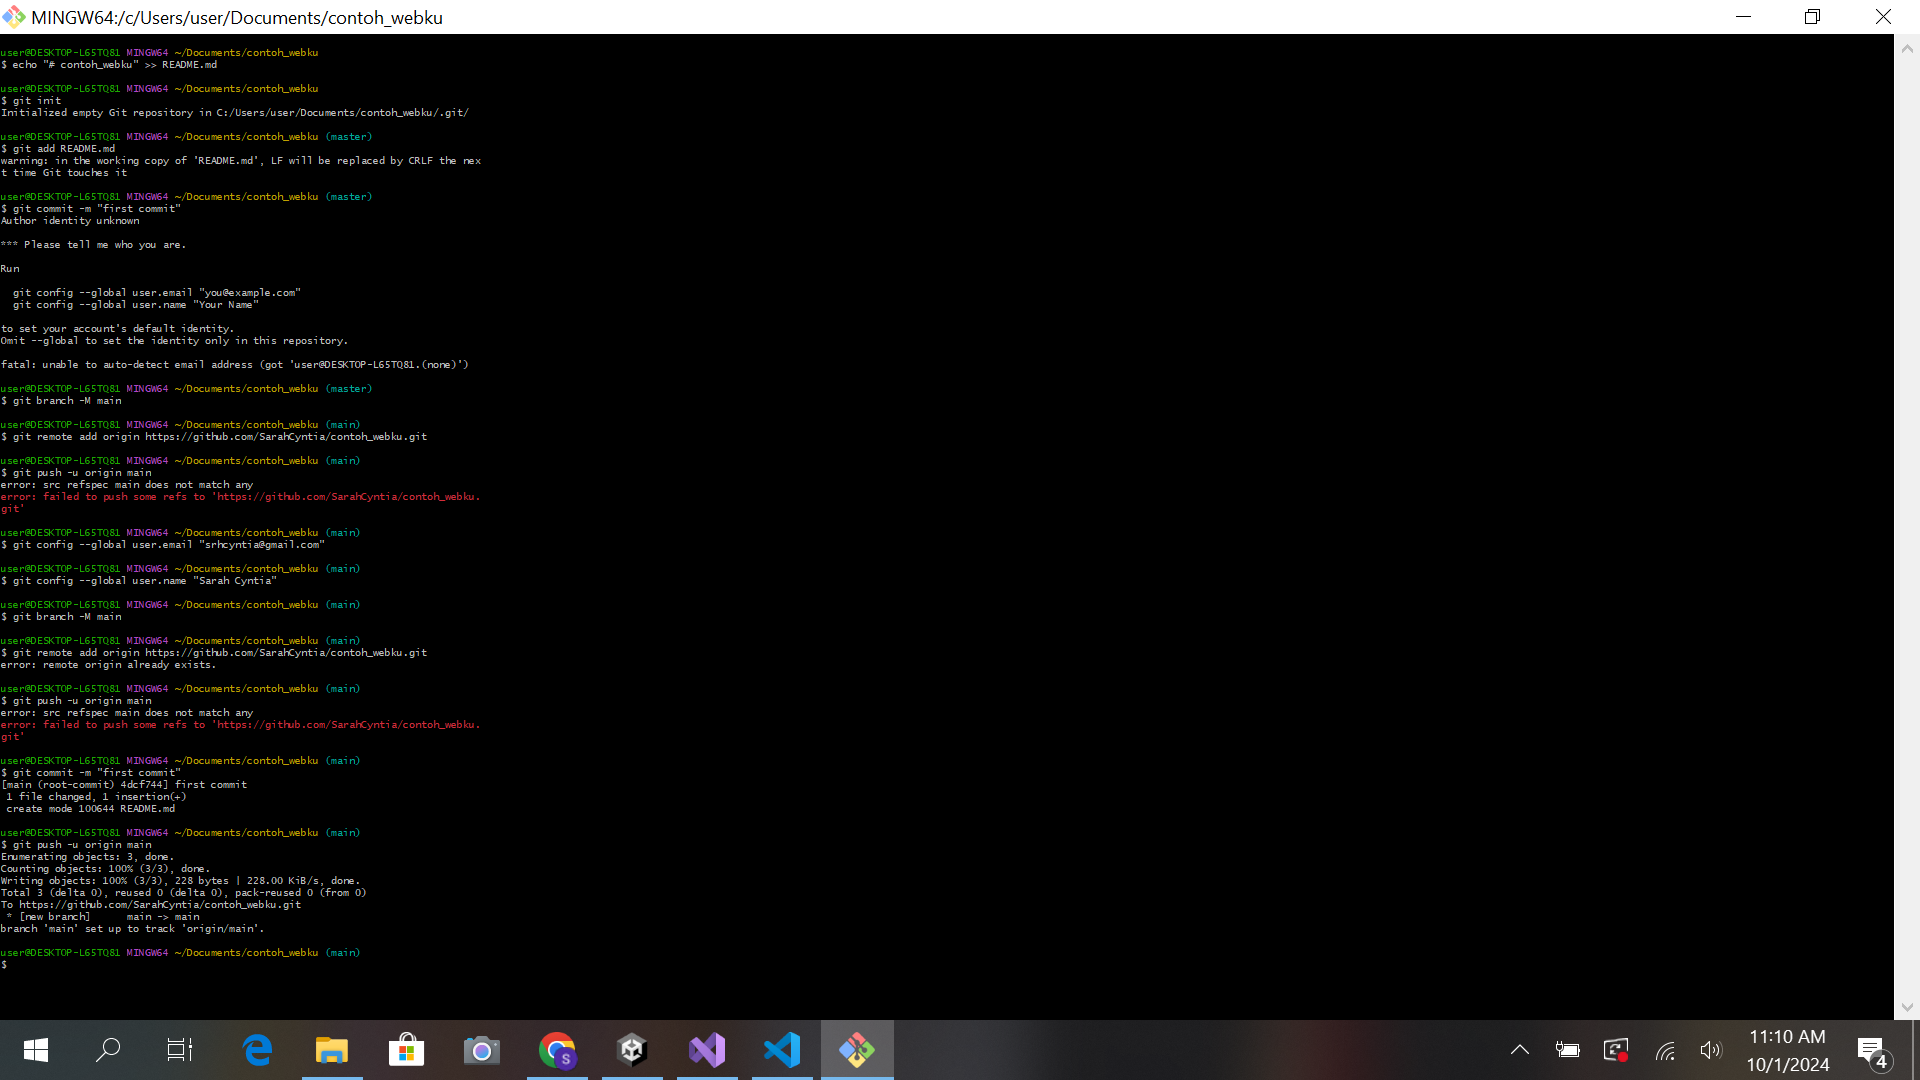 MINGW64:/c/Users/user/Documents/contoh_webku
user@DESKTOP-L65TQ81 MINGW64 ~/Documents/contoh_webku
$ echo "# contoh_webku" >> README.md
user@DESKTOP-L65TQ81 MINGW64 ~/Documents/contoh_webku
$ git init
Initialized empty Git repository in C:/Users/user/Documents/contoh_webku/.git/
user@DESKTOP-L65TQ81 MINGW64 ~/Documents/contoh_webku (master)
$ git add README.md
warning: in the working copy of 'README.md', LF will be replaced by CRLF the nex
t time Git touches it
user@DESKTOP-L65TQ81 MINGW64 ~/Documents/contoh_webku (master)
$ git commit -m "first commit"
Author identity unknown
*** Please tell me who you are.
Run
git config --global user.email "you@example.com"
git config --global user.name "Your Name"
to set your account's default identity.
Omit --global to set the identity only in this repository.
fatal: unable to auto-detect email address (got 'user@DESKTOP-L65TQ81.(none)')
user@DESKTOP-L65TQ81 MINGW64 ~/Documents/contoh_webku (master)
$ git branch -M main
user@DESKTOP-L65TQ81 MINGW64 ~/Documents/contoh_webku (main)
$ git remote add origin https://github.com/SarahCyntia/contoh_webku.git
user@DESKTOP-L65TQ81 MINGW64 ~/Documents/contoh_webku (main)
$ git push -u origin main
error: src refspec main does not match any
error: failed to push some refs to 'https://github.com/SarahCyntia/contoh_webku.
git'
user@DESKTOP-L65TQ81 MINGW64 ~/Documents/contoh_webku (main)
$ git config --global user.email "srhcyntia@gmail.com"
user@DESKTOP-L65TQ81 MINGW64 ~/Documents/contoh_webku (main)
$ git config --global user.name "Sarah Cyntia"
user@DESKTOP-L65TQ81 MINGW64 ~/Documents/contoh_webku (main)
$ git branch -M main
user@DESKTOP-L65TQ81 MINGW64 ~/Documents/contoh_webku (main)
$ git remote add origin https://github.com/SarahCyntia/contoh_webku.git
error: remote origin already exists.
user@DESKTOP-L65TQ81 MINGW64 ~/Documents/contoh_webku (main)
$ git push -u origin main
error: src refspec main does not match any
error: failed to push some refs to 'https://github.com/SarahCyntia/contoh_webku.
git'
user@DESKTOP-L65TQ81 MINGW64 ~/Documents/contoh_webku (main)
$ git commit -m "first commit"
[main (root-commit) 4dcf744] first commit
1 file changed, 1 insertion(+)
create mode 100644 README.md
user@DESKTOP-L65TQ81 MINGW64 ~/Documents/contoh_webku (main)
$ git push -u origin main
Enumerating objects: 3, done.
Counting objects: 100% (3/3), done.
Writing objects: 100% (3/3), 228 bytes | 228.00 KiB/s, done.
Total 3 (delta 0), reused 0 (delta 0), pack-reused 0 (from 0)
To https://github.com/SarahCyntia/contoh_webku.git
* [new branch]      main -> main
branch 'main' set up to track 'origin/main'.
user@DESKTOP-L65TQ81 MINGW64 ~/Documents/contoh_webku (main)
$
S
11:10 AM
10/1/2024
4